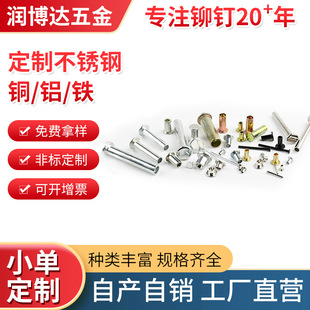 润博达五金
专注铆钉20⁺年
定制不锈钢
铜/铝/铁
免费拿样
非标定制
可开增票
小单
定制
种类丰富 规格齐全
自产自销 工厂直营